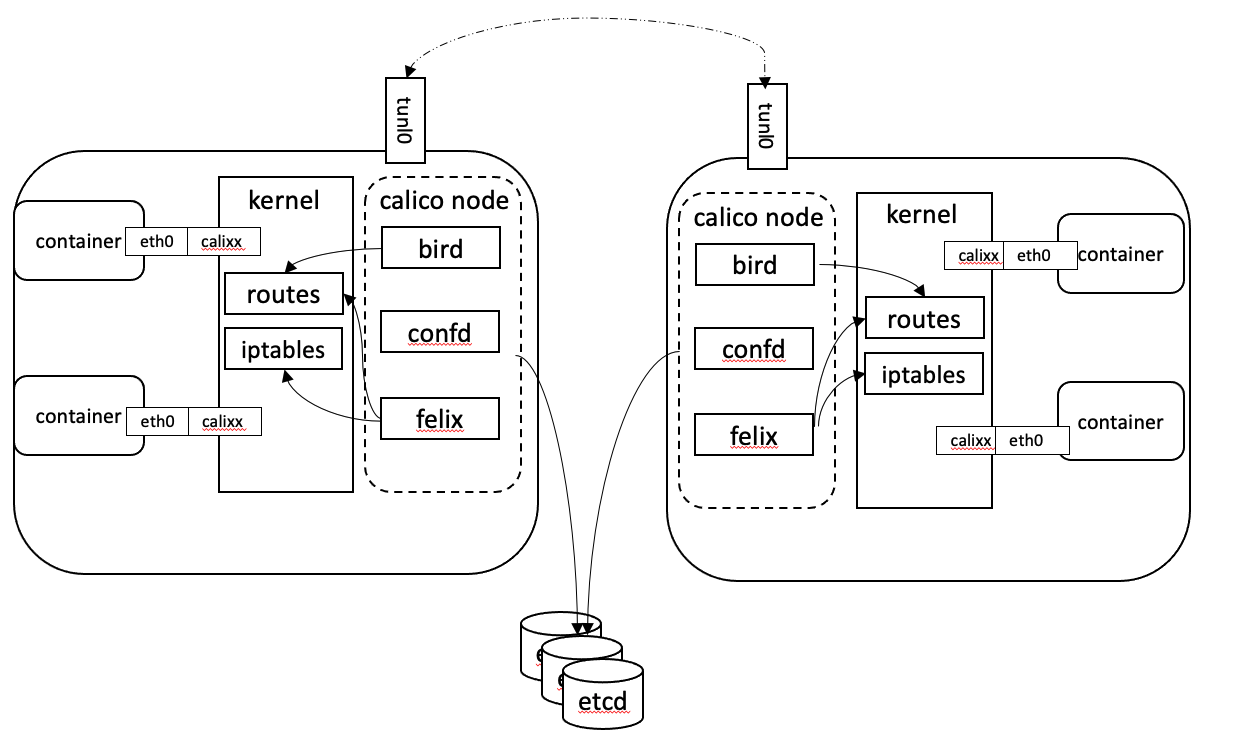 tunl0
tunl0
kernel
calico node
bird
container
eth0
calixx
routes
iptables
confd
container
eth0
calixx
felix
calico node
kernel
bird
calixx
eth0
container
routes
confd
iptables
felix
calixx
eth0
container
e
e
etcd